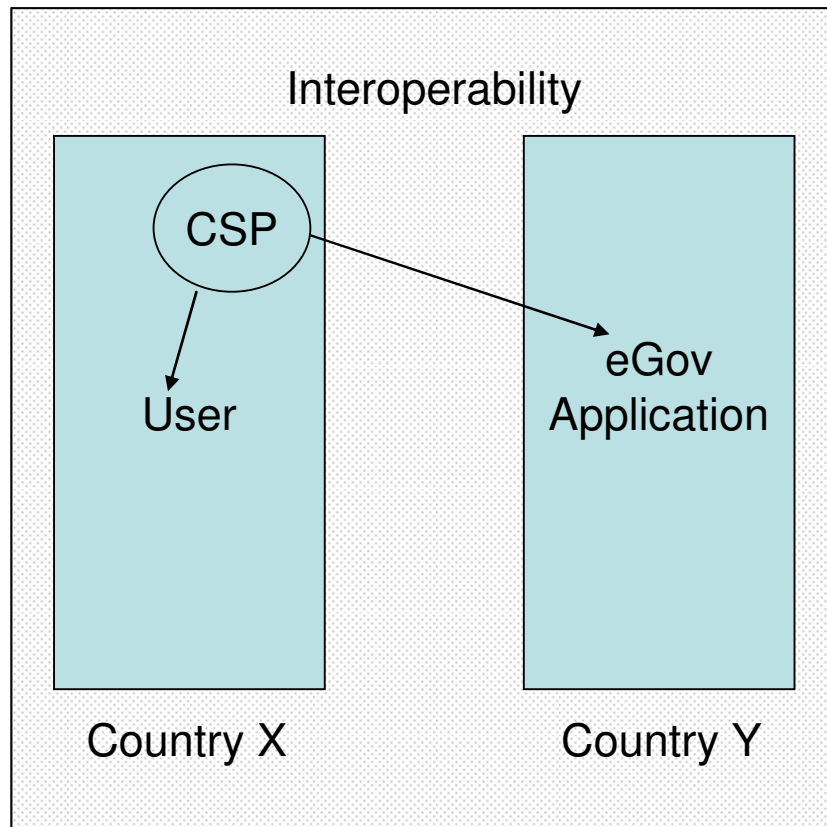 Interoperability
CSP
User
eGov
Application
Country X
Country Y